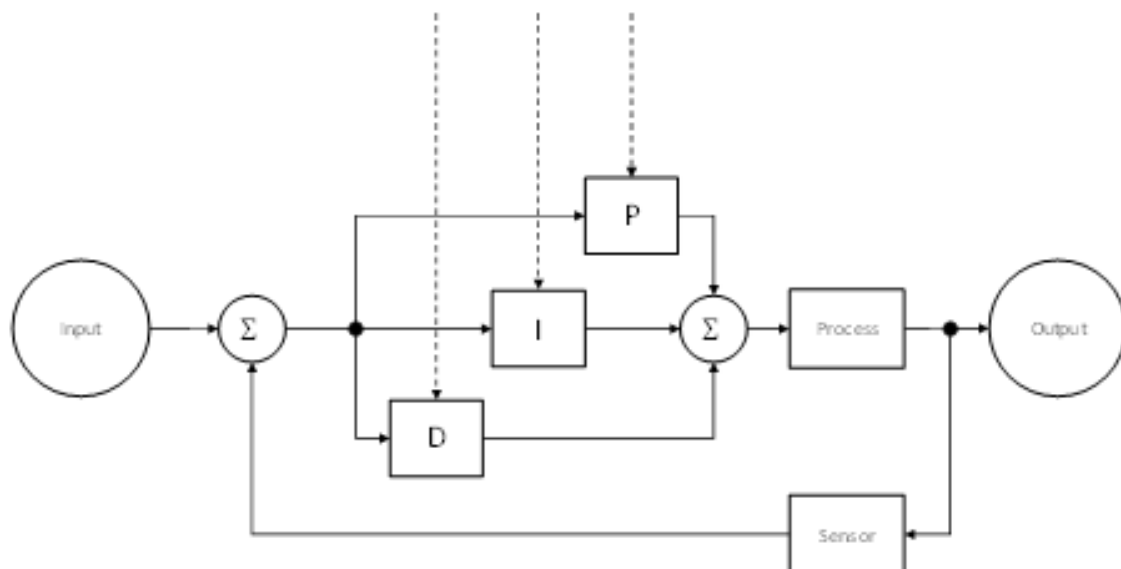 P
Input
Σ
I
Σ
Process
Output
D
Sensor